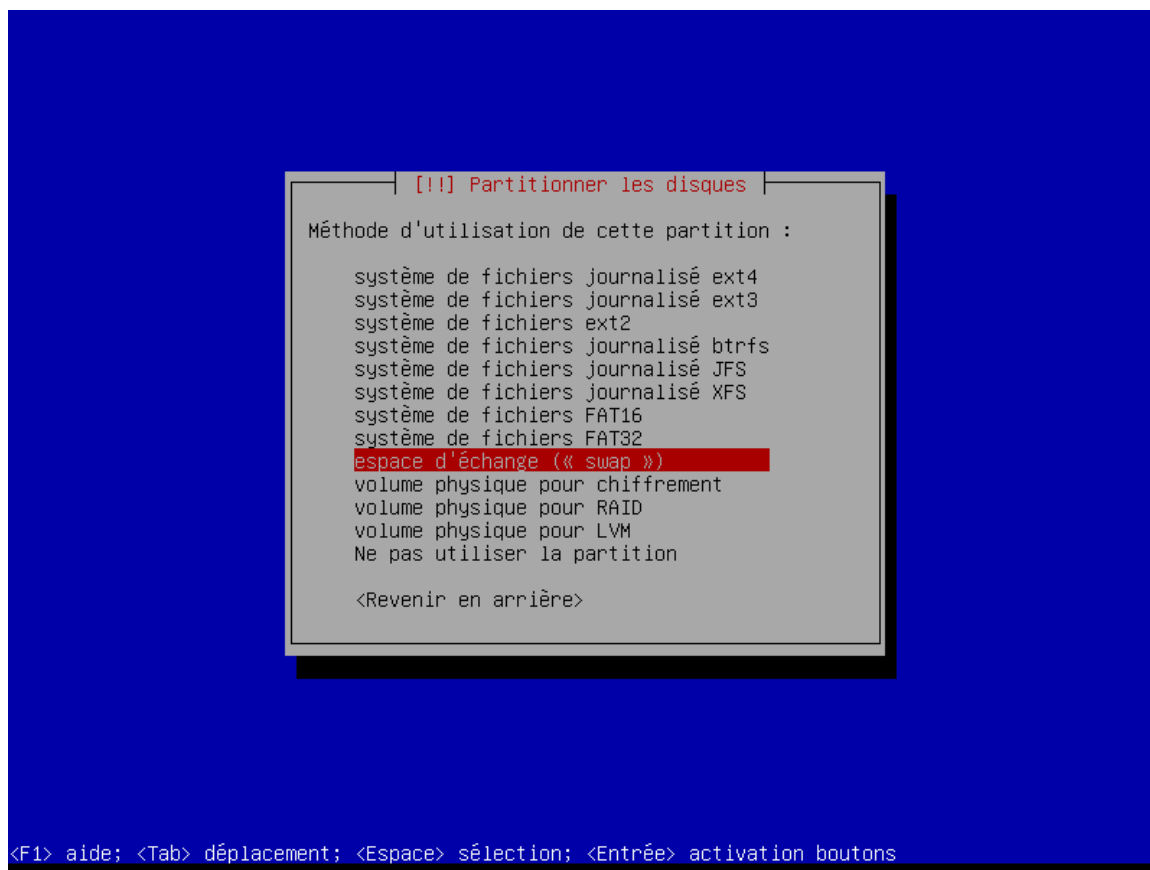 [!!] Partitionner les disques
Méthode d'utilisation de cette partition :
système de fichiers journalisé ext4
système de fichiers journalisé ext3
système de fichiers ext2
système de fichiers journalisé btrfs
système de fichiers journalisé JFS
système de fichiers journalisé XFS
système de fichiers FAT16
système de fichiers FAT32
espace d'échange (« swap »)
volume physique pour chiffrement
volume physique pour RAID
volume physique pour LVM
Ne pas utiliser la partition
<Revenir en arrière>
<F1> aide; <Tab> déplacement; <Espace> sélection; <Entrée> activation boutons